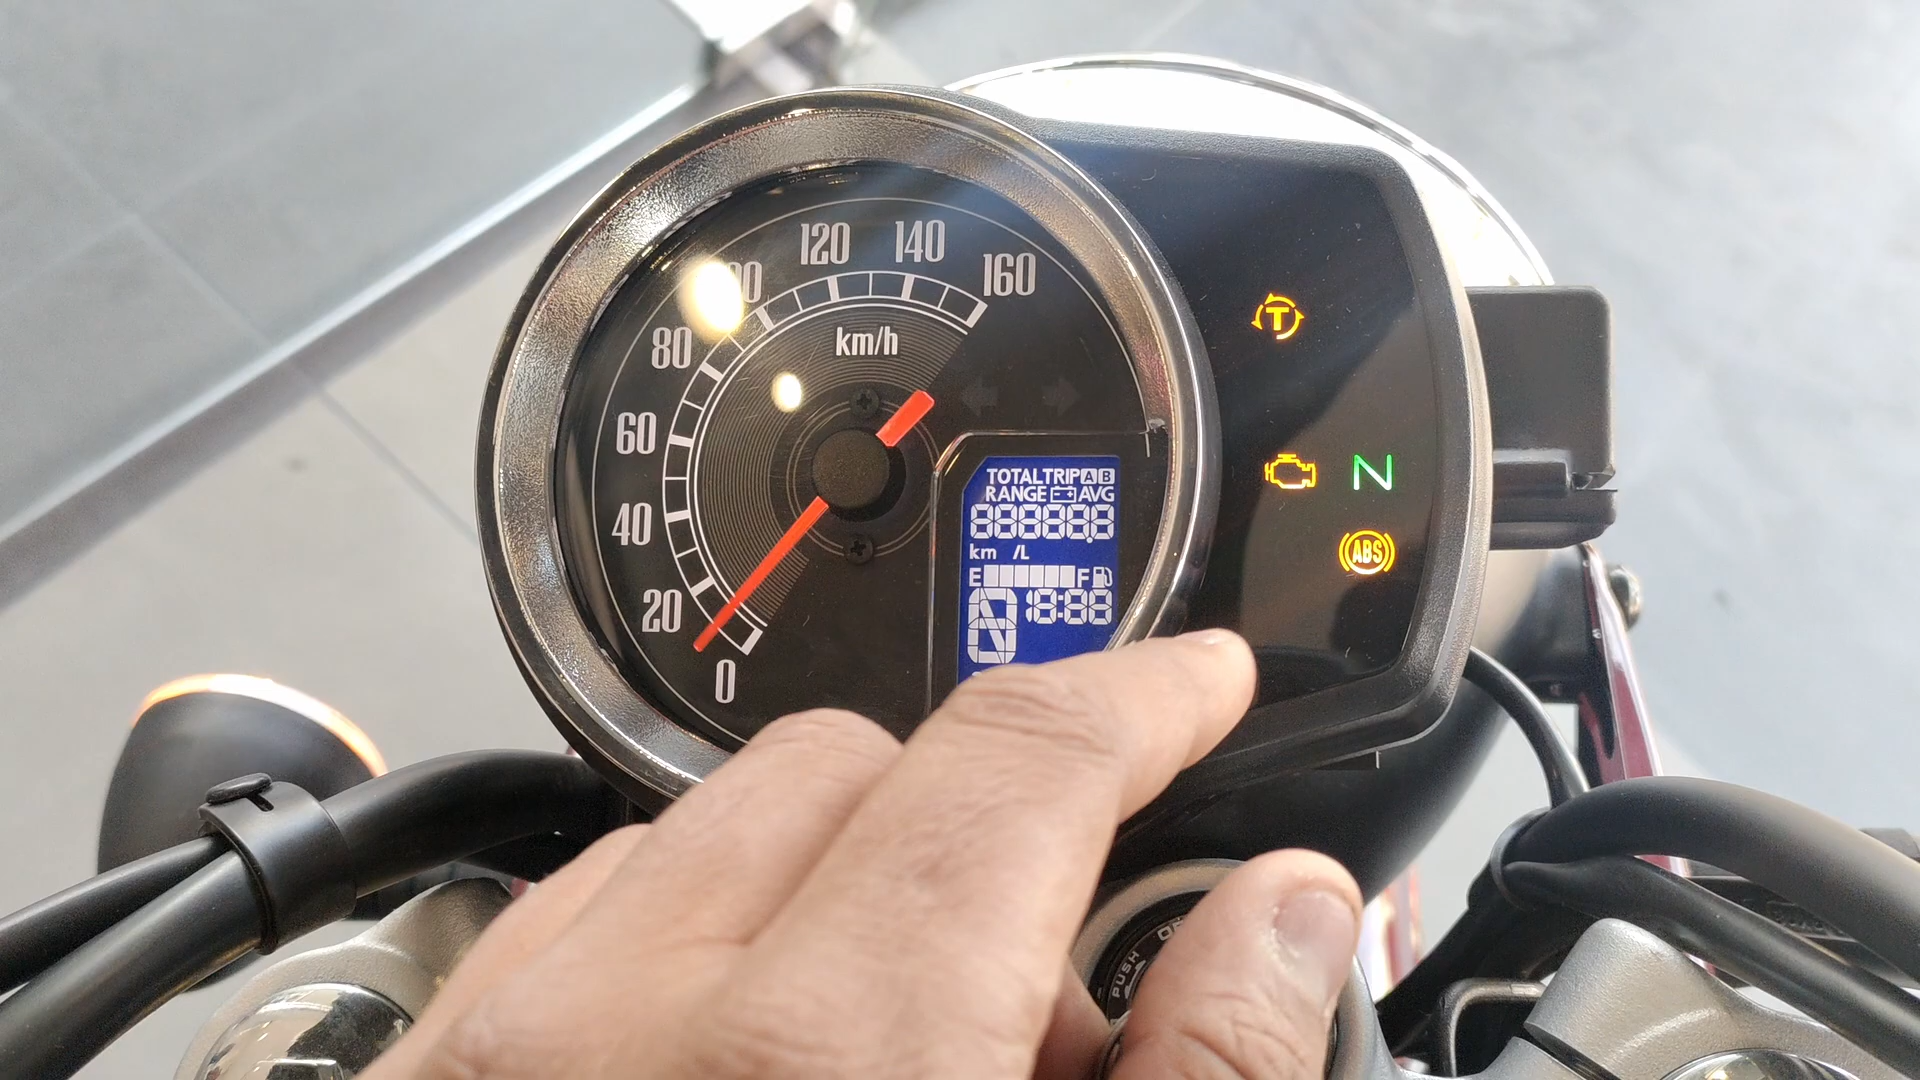 120
140
160
80
km/h
60
40
20
0
TOTAL TRIP A B
RANGE AVG
888888.8
km /L
E F
18:88
T
N
ABS
PUSH